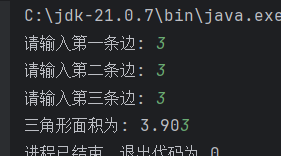 C:\jdk-21.0.7\bin\java.exe
请输入第一条边: 3
请输入第二条边: 3
请输入第三条边: 3
三角形面积为: 3.903
进程已结束，退出代码为 0